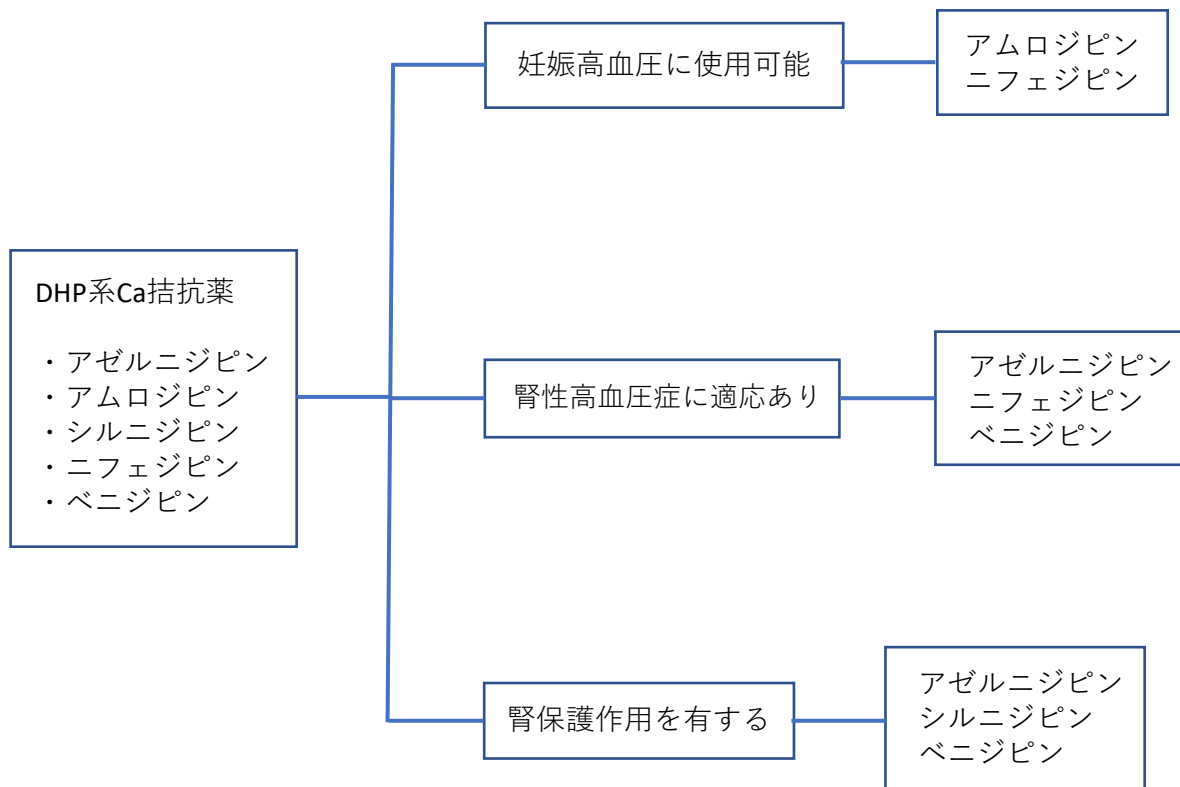 DHP系Ca拮抗薬
・アゼルニジピン
・アムロジピン
・シルニジピン
・ニフェジピン
・ベニジピン
妊娠高血圧に使用可能
アムロジピン
ニフェジピン
腎性高血圧症に適応あり
アゼルニジピン
ニフェジピン
ベニジピン
腎保護作用を有する
アゼルニジピン
シルニジピン
ベニジピン